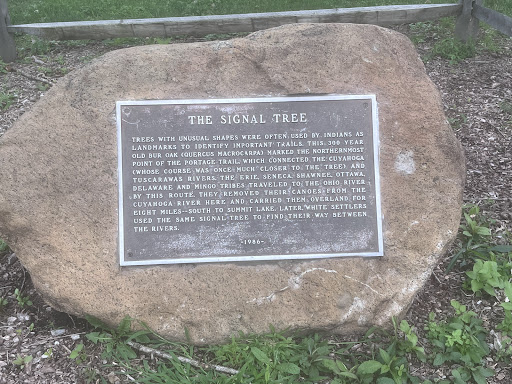 THE SIGNAL TREE
TREES WITH UNUSUAL SHAPES WERE OFTEN USED BY INDIANS AS
LANDMARKS TO IDENTIFY IMPORTANT TRAILS. THIS 300 YEAR
OLD BUR OAK (QUERCUS MACROCARPA) MARKED THE NORTHERNMOST
POINT OF THE PORTAGE TRAIL WHICH CONNECTED THE CUYAHOGA
(WHOSE COURSE WAS ONCE MUCH CLOSER TO THE TREE) AND
TUSCARAWAS RIVERS. THE ERIE, SENECA, SHAWNEE, OTTAWA,
DELAWARE AND MINGO TRIBES TRAVELED TO THE OHIO RIVER
BY THIS ROUTE. THEY REMOVED THEIR CANOES FROM THE
CUYAHOGA RIVER HERE AND CARRIED THEM OVERLAND FOR
EIGHT MILES—SOUTH TO SUMMIT LAKE. LATER, WHITE SETTLERS
USED THE SAME SIGNAL TREE TO FIND THEIR WAY BETWEEN
THE RIVERS.
-1986-